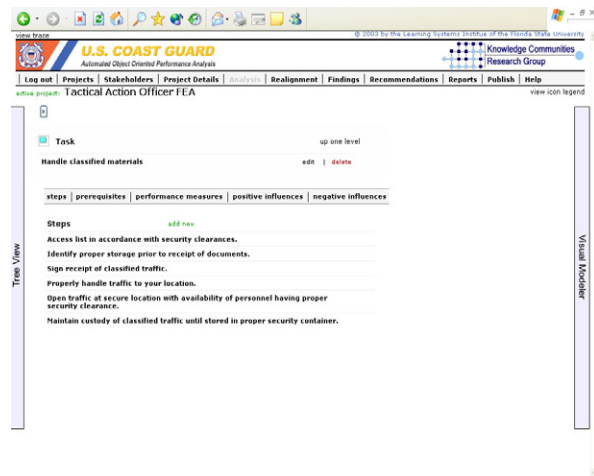 view trace
© 2003 by the Learning Systems Institue of the Florida State University
U.S. COAST GUARD
Automated Object Oriented Performance Analysis
Knowledge Communities
Research Group
Log out | Projects | Stakeholders | Project Details | Analysis | Realignment | Findings | Recommendations | Reports | Publish | Help
active project: Tactical Action Officer FEA
view icon legend
Task
up one level
Handle classified materials
edit | delete
steps | prerequisites | performance measures | positive influences | negative influences
Steps
add new
Access list in accordance with security clearances.
Identify proper storage prior to receipt of documents.
Sign receipt of classified traffic.
Properly handle traffic to your location.
Open traffic at secure location with availability of personnel having proper
security clearance.
Maintain custody of classified traffic until stored in proper security container.
Tree View
Visual Modeler